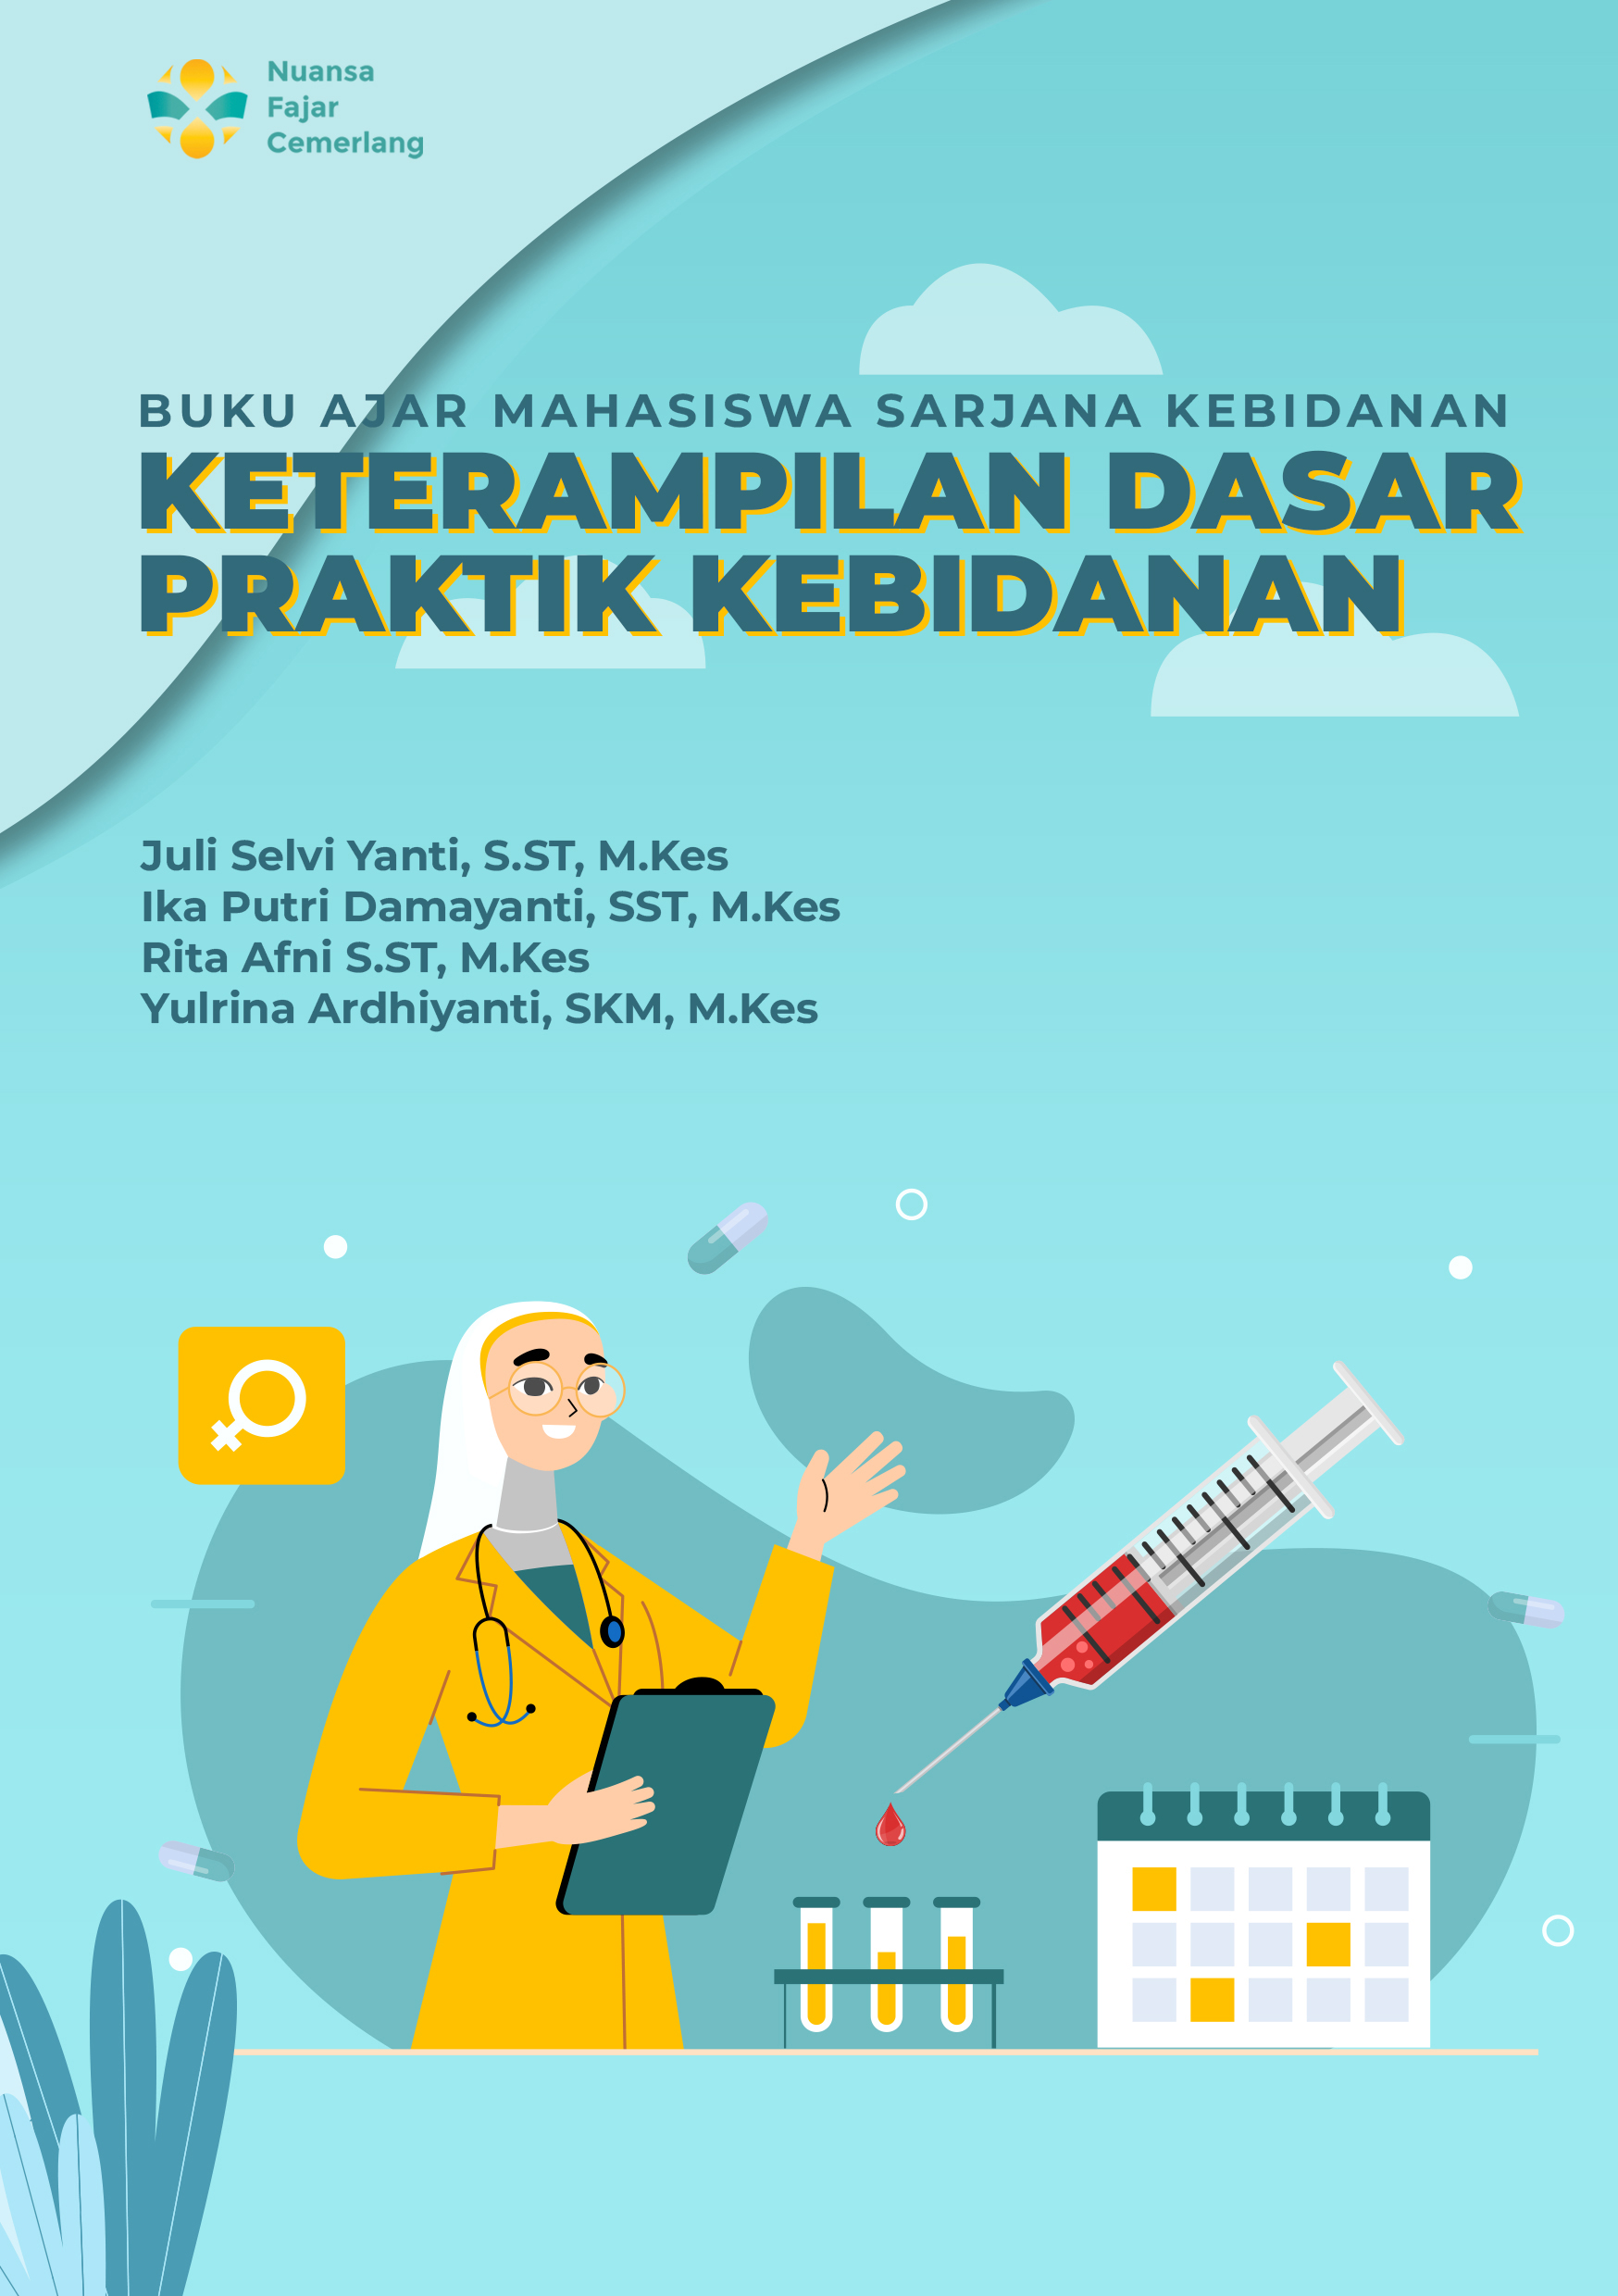 Nuansa
Fajar
Cemerlang
BUKU AJAR MAHASISWA SARJANA KEBIDANAN
KETERAMPILAN DASAR
PRAKTIK KEBIDANAN
Juli Selvi Yanti, S.ST, M.Kes
Ika Putri Damayanti, SST, M.Kes
Rita Afni S.ST, M.Kes
Yulrina Ardhiyanti, SKM, M.Kes